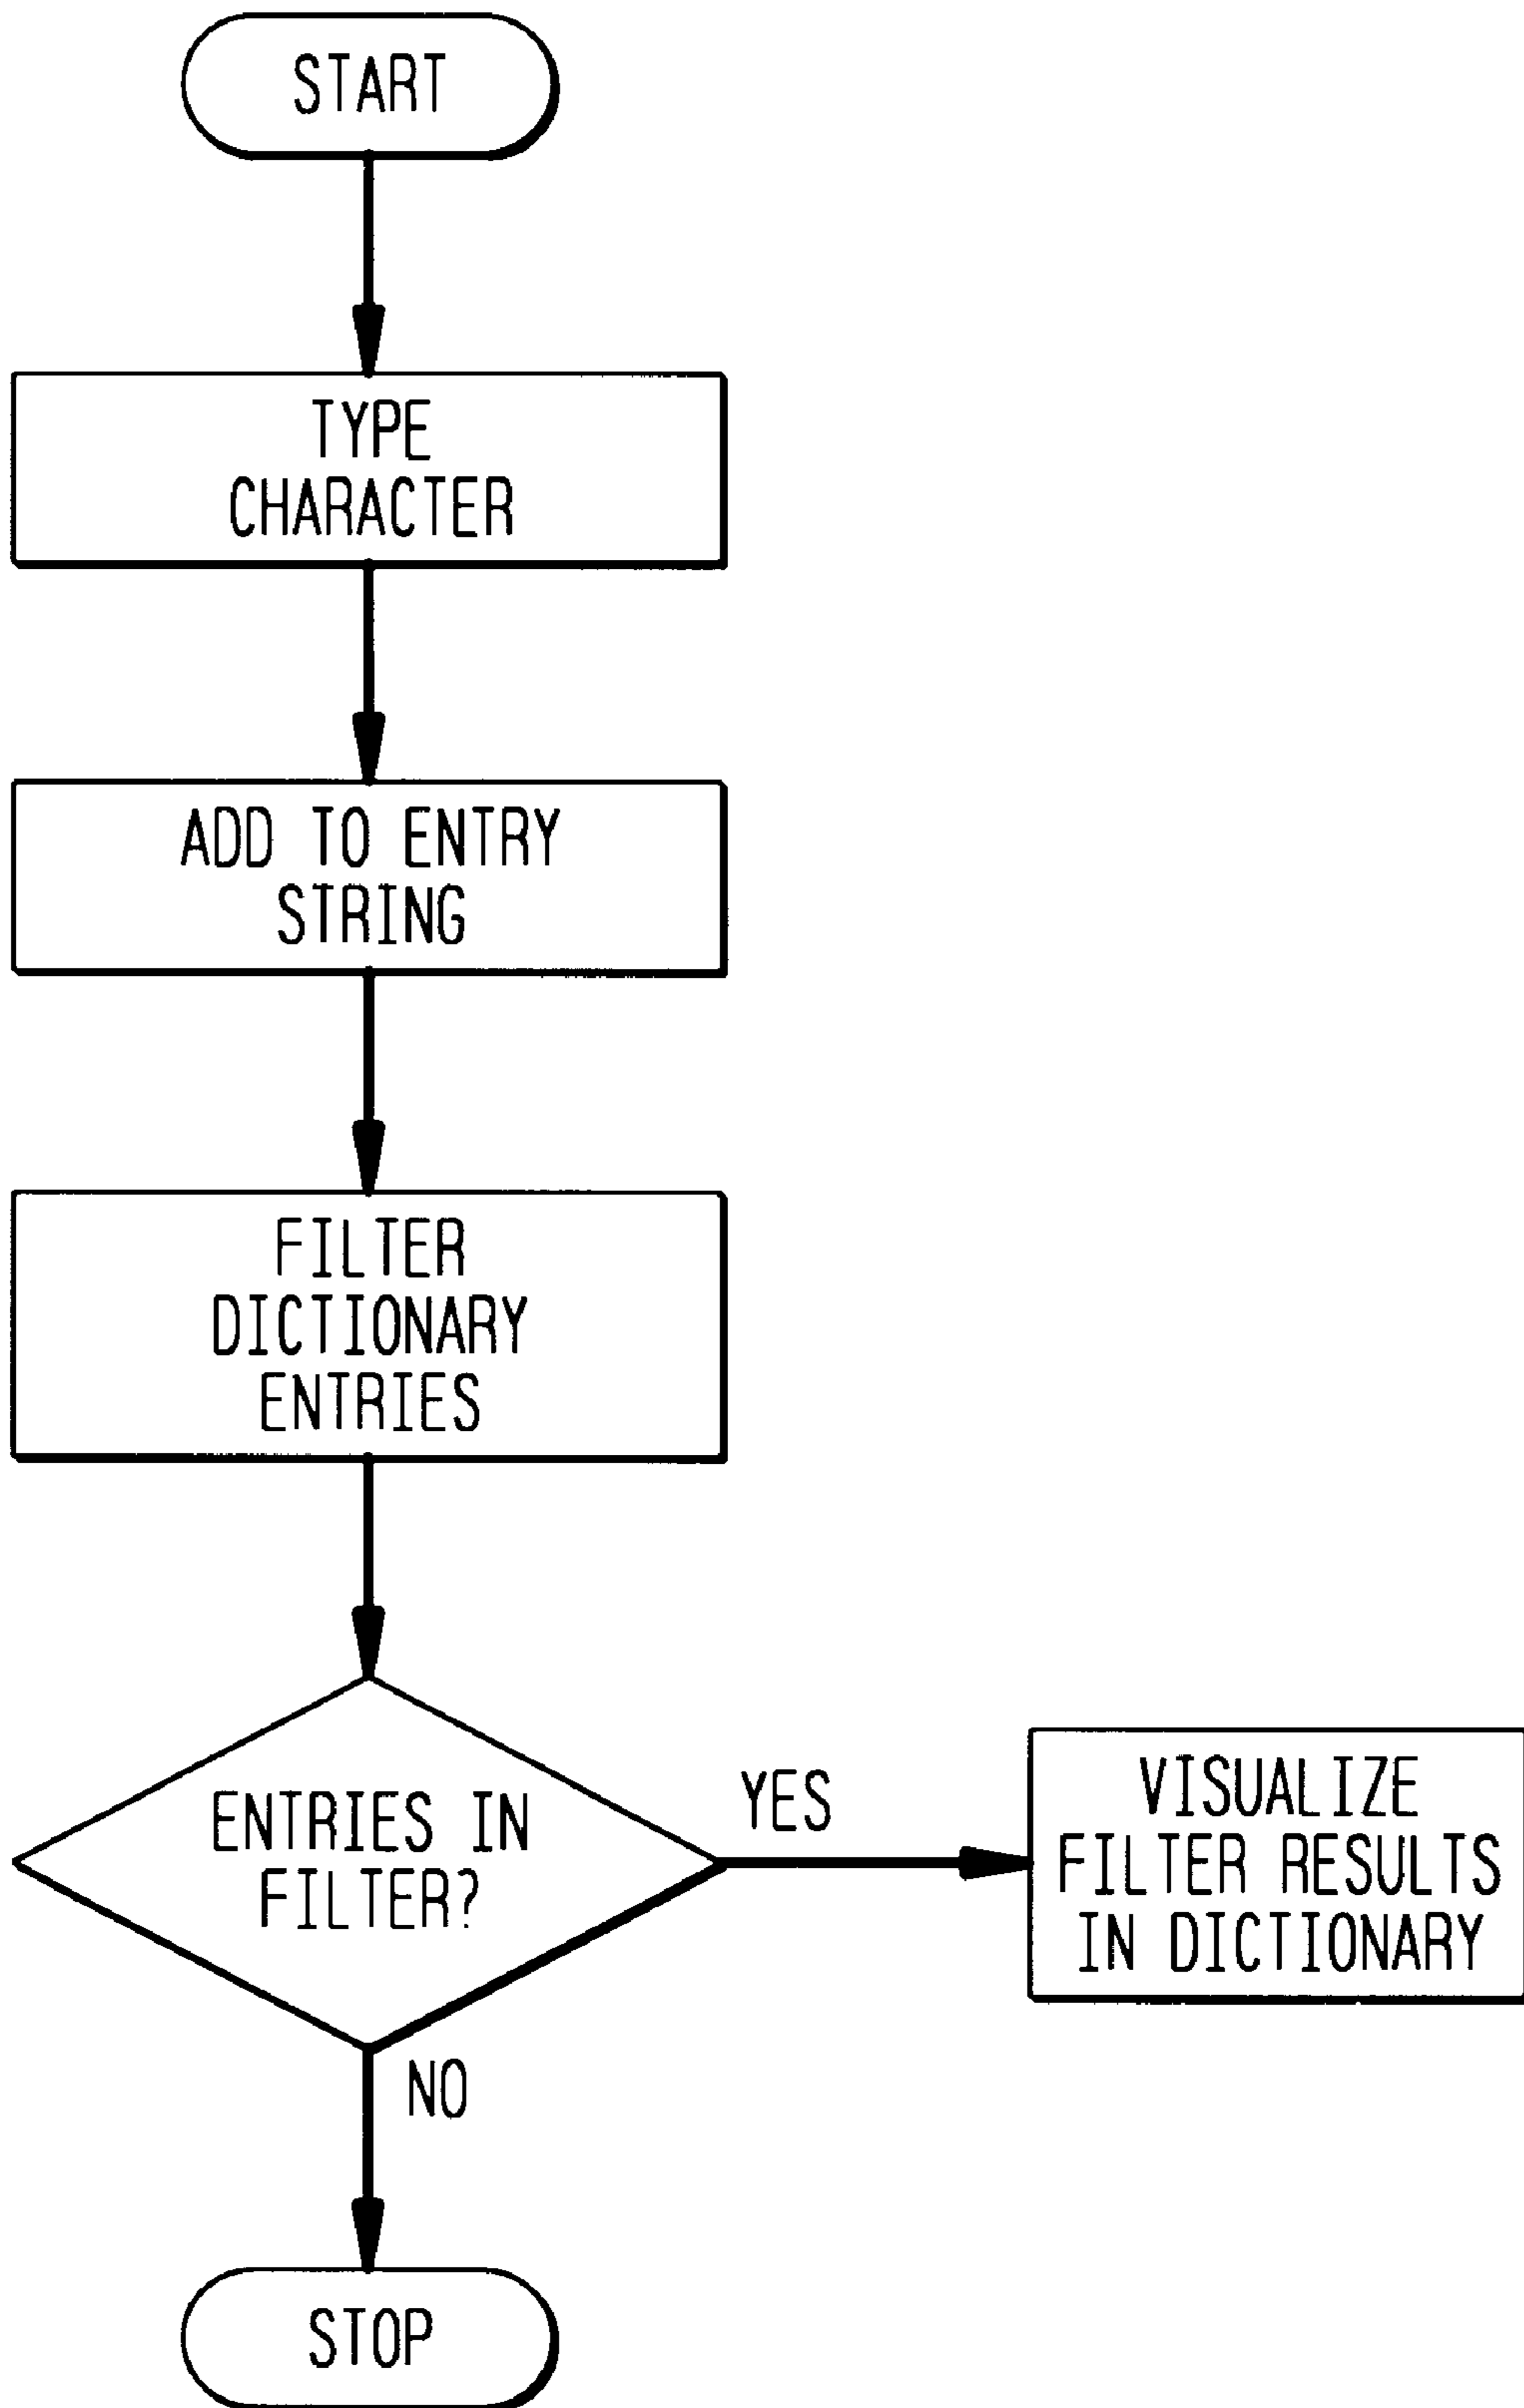 START
TYPE
CHARACTER
ADD TO ENTRY
STRING
FILTER
DICTIONARY
ENTRIES
ENTRIES IN
FILTER?
YES
VISUALIZE
FILTER RESULTS
IN DICTIONARY
NO
STOP